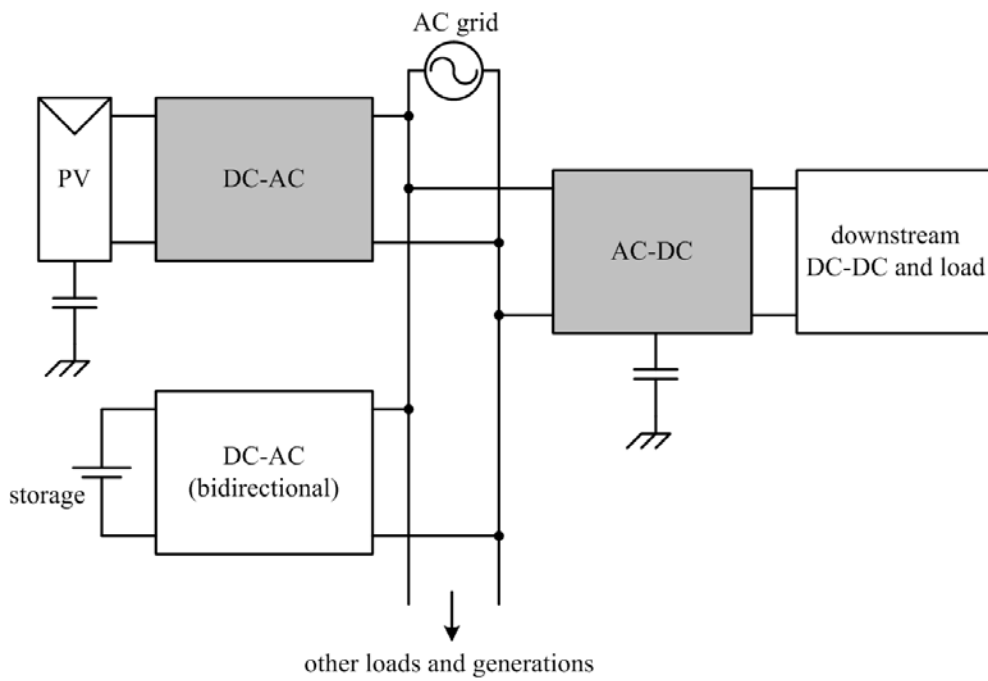 AC grid
PV
DC-AC
AC-DC
downstream
DC-DC and load
DC-AC
(bidirectional)
storage
other loads and generations